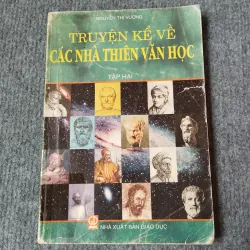 NGUYỄN THỊ VƯỢNG
TRUYỆN KỂ VỀ
CÁC NHÀ THIÊN VĂN HỌC
TẬP HAI
NHÀ XUẤT BẢN GIÁO DỤC